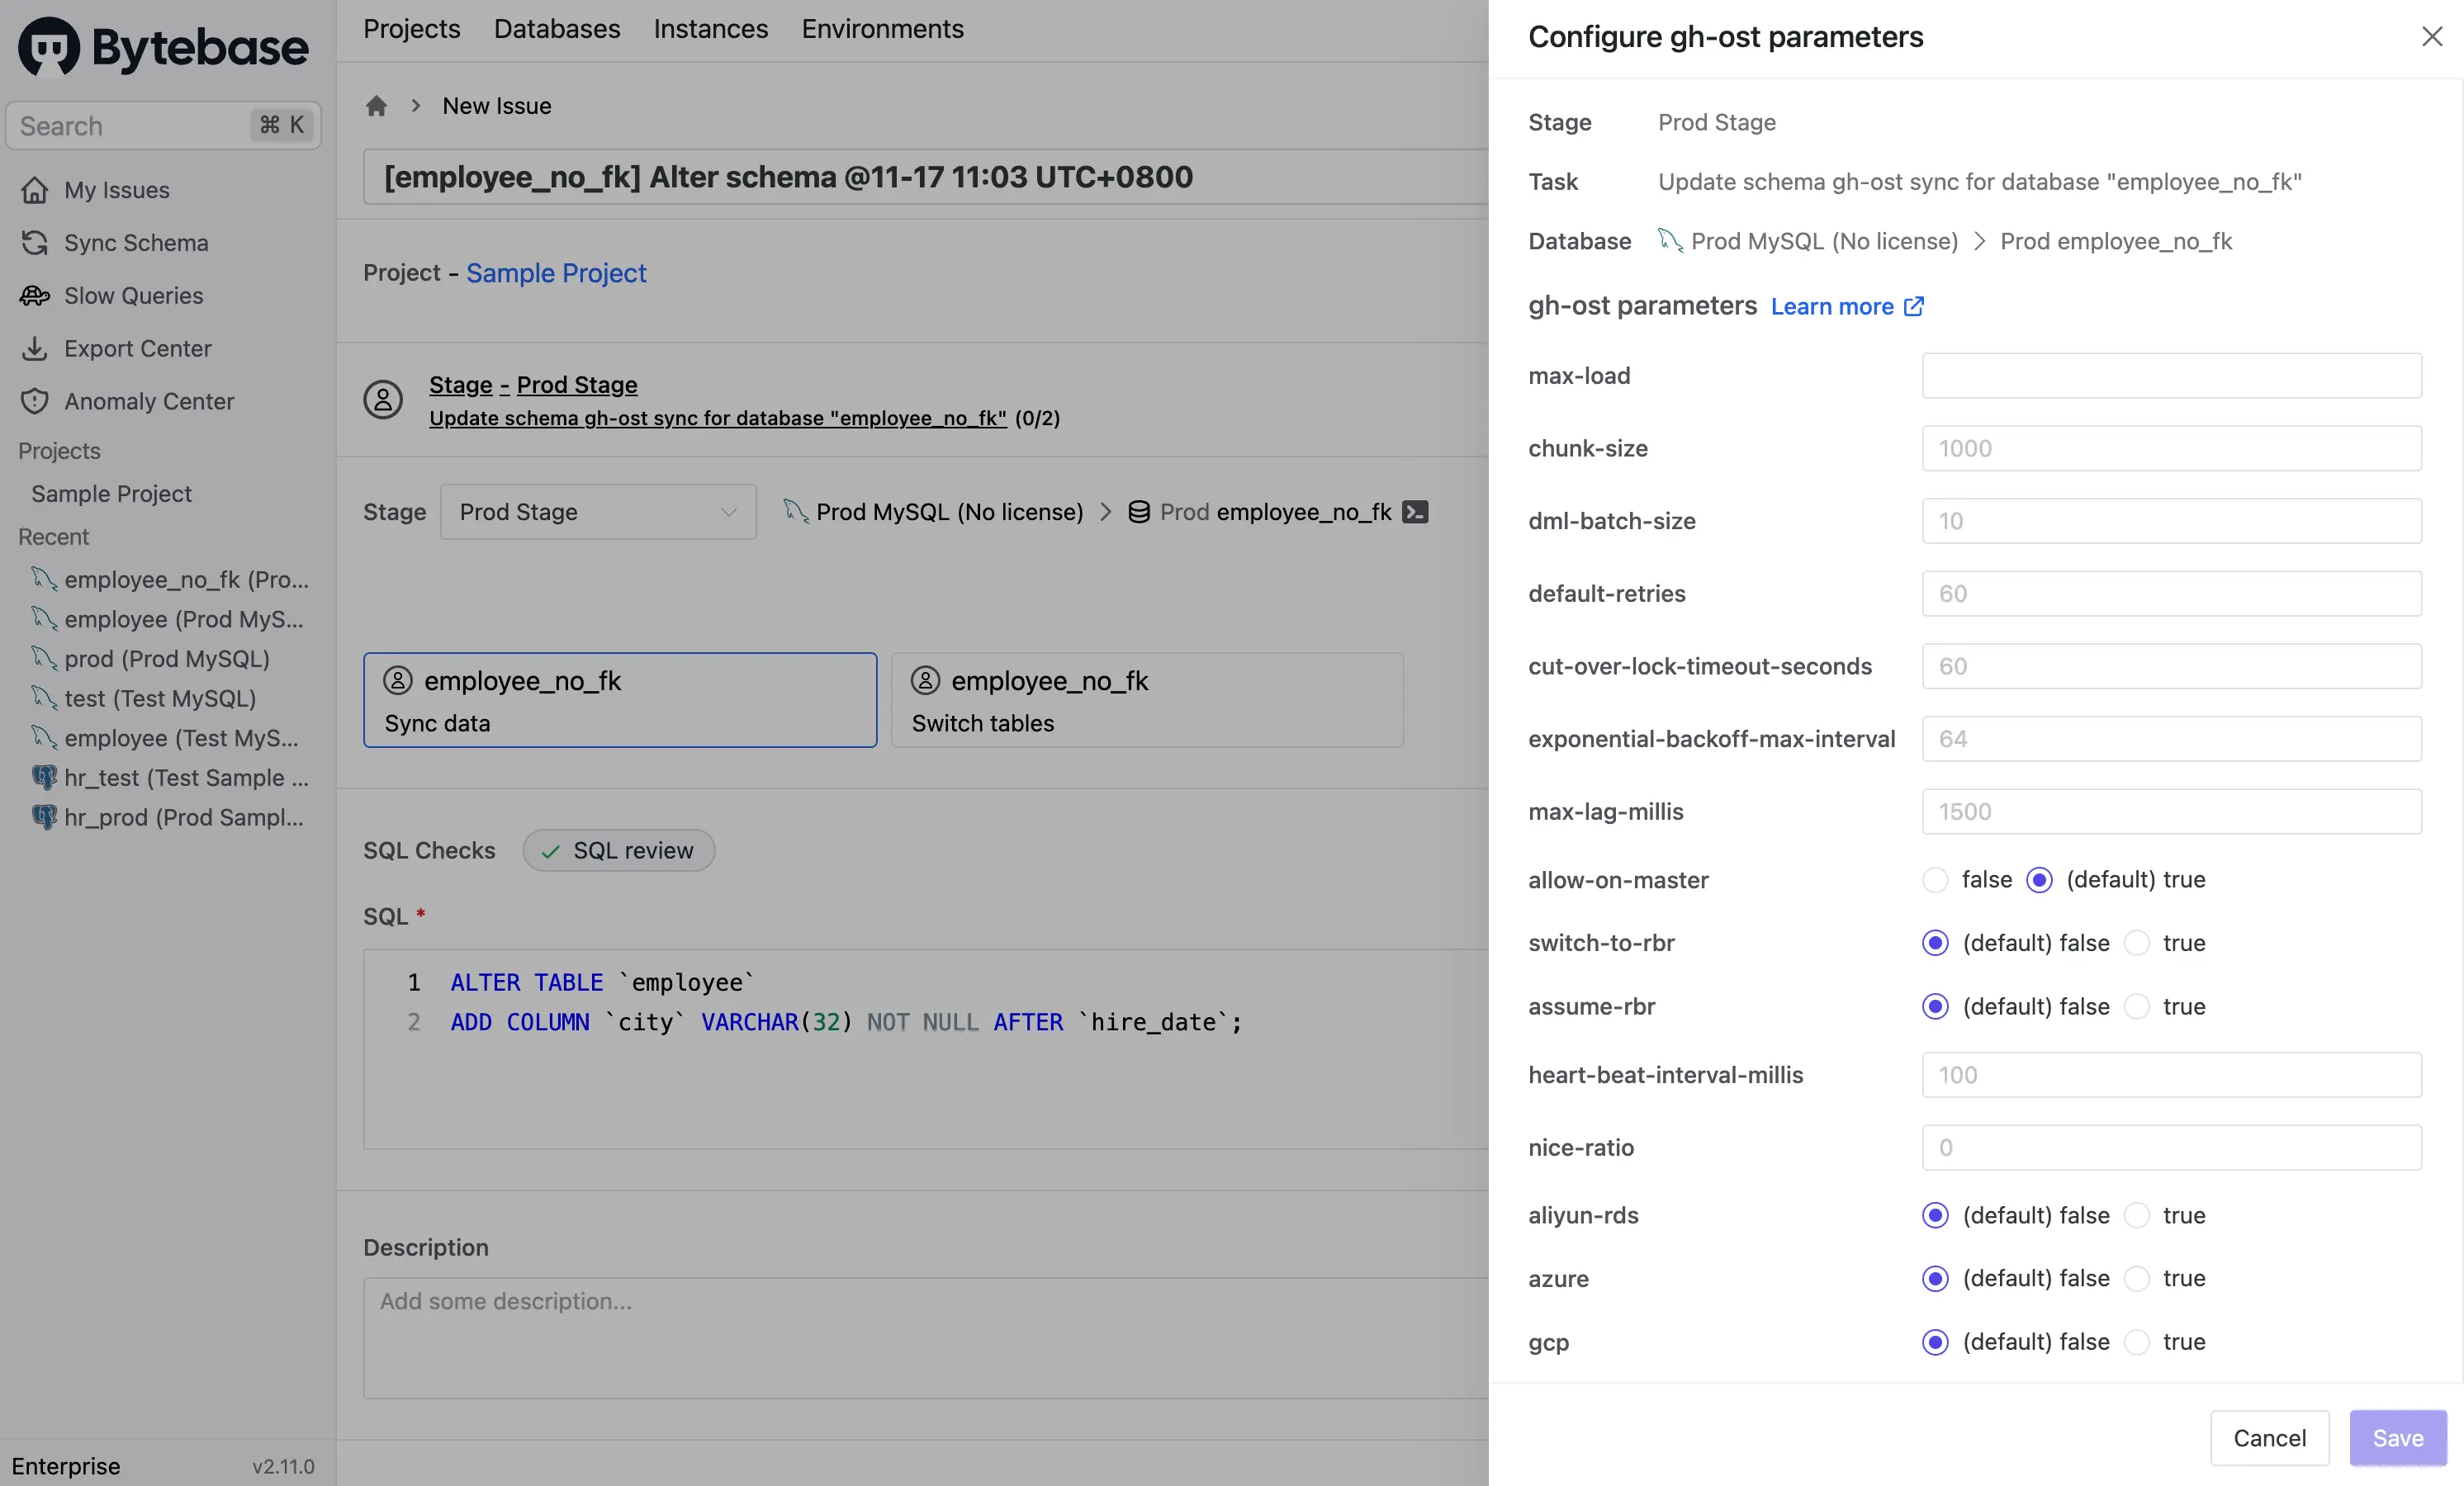 Bytebase
Search ⌘ K
My Issues
Sync Schema
Slow Queries
Export Center
Anomaly Center
Projects
Sample Project
Recent
employee_no_fk (Pro...
employee (Prod MyS...
prod (Prod MySQL)
test (Test MySQL)
employee (Test MyS...
hr_test (Test Sample ...
hr_prod (Prod Sampl...
Enterprise v2.11.0
Projects Databases Instances Environments
New Issue
[employee_no_fk] Alter schema @11-17 11:03 UTC+0800
Project - Sample Project
Stage - Prod Stage
Update schema gh-ost sync for database "employee_no_fk" (0/2)
Stage Prod Stage Prod MySQL (No license) > Prod employee_no_fk
employee_no_fk
Sync data
employee_no_fk
Switch tables
SQL Checks SQL review
SQL *
1 ALTER TABLE `employee`
2 ADD COLUMN `city` VARCHAR(32) NOT NULL AFTER `hire_date`;
Description
Add some description...
Configure gh-ost parameters
Stage Prod Stage
Task Update schema gh-ost sync for database "employee_no_fk"
Database Prod MySQL (No license) > Prod employee_no_fk
gh-ost parameters Learn more
max-load
chunk-size 1000
dml-batch-size 10
default-retries 60
cut-over-lock-timeout-seconds 60
exponential-backoff-max-interval 64
max-lag-millis 1500
allow-on-master false (default) true
switch-to-rbr (default) false true
assume-rbr (default) false true
heart-beat-interval-millis 100
nice-ratio 0
aliyun-rds (default) false true
azure (default) false true
gcp (default) false true
Cancel Save